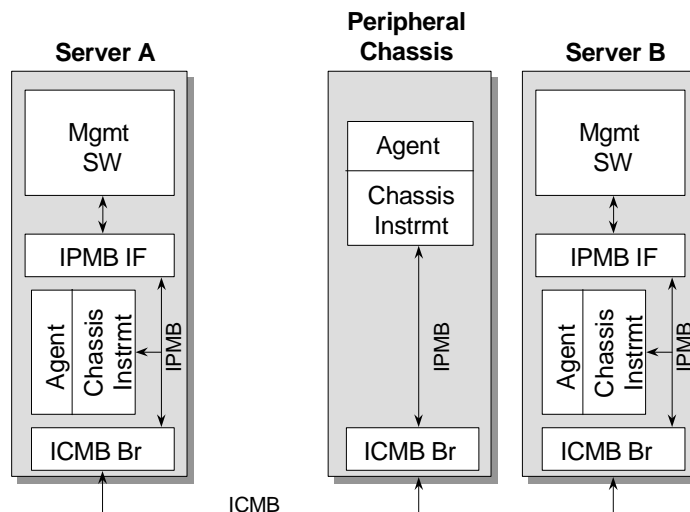 Server A
Mgmt
SW
IPMB IF
Agent
Chassis
Instrmt
IPMB
ICMB Br
Peripheral
Chassis
Agent
Chassis
Instrmt
IPMB
ICMB Br
Server B
Mgmt
SW
IPMB IF
Agent
Chassis
Instrmt
IPMB
ICMB Br
ICMB